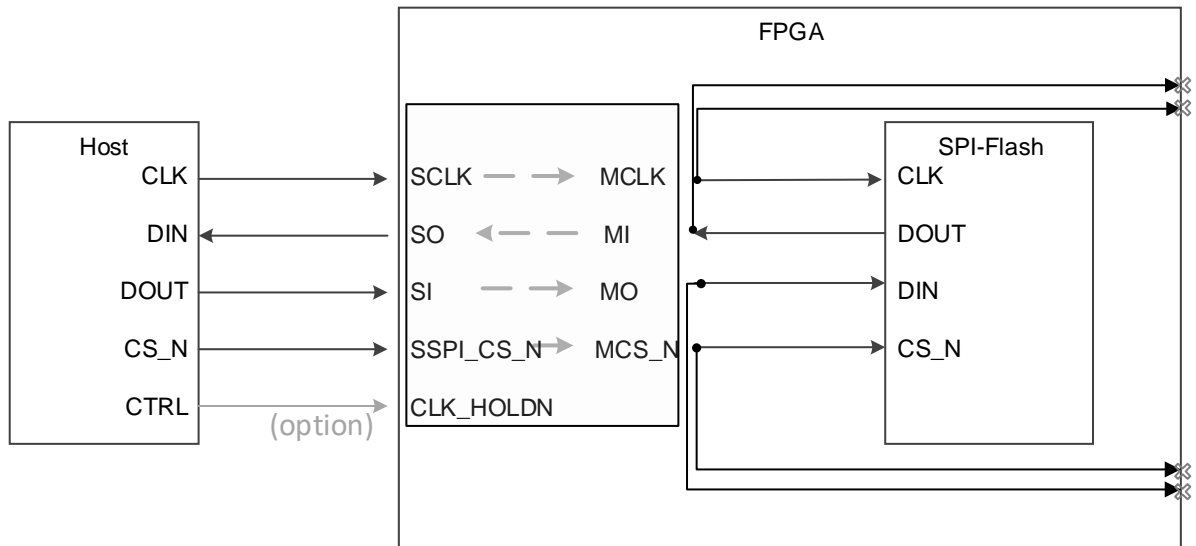 FPGA
Host
SPI-Flash
CLK
SCLK
MCLK
CLK
DIN
SO
MI
DOUT
DOUT
SI
MO
DIN
CS_N
SSPI_CS_N
MCS_N
CS_N
CTRL
(option)
CLK_HOLDN